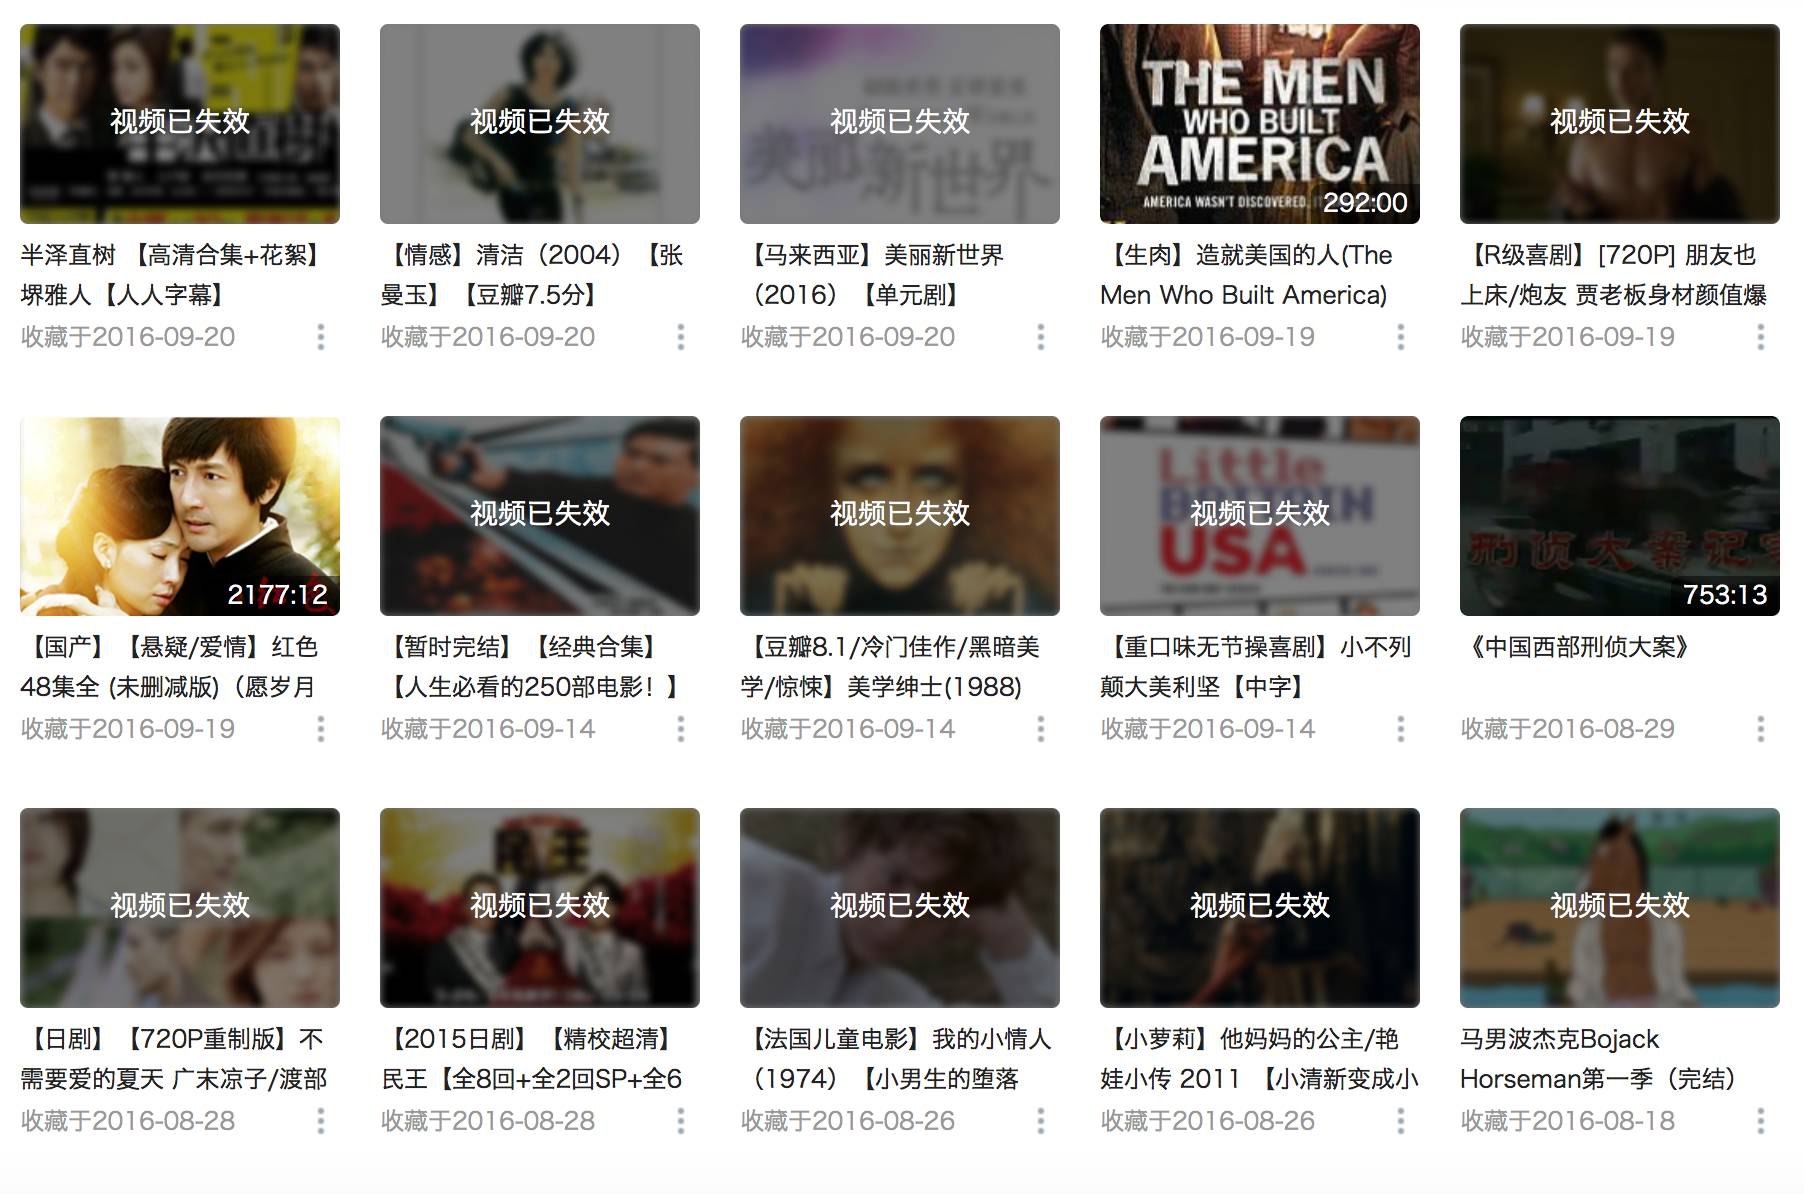 视频已失效
视频已失效
美丽新世界
视频已失效
THE MEN
WHO BUILT
AMERICA
AMERICA WASN'T DISCOVERED.
292:00
视频已失效
半泽直树 【高清合集+花絮】
堺雅人【人人字幕】
收藏于2016-09-20
【情感】清洁（2004）【张
曼玉】【豆瓣7.5分】
收藏于2016-09-20
【马来西亚】美丽新世界
（2016）【单元剧】
收藏于2016-09-20
【生肉】造就美国的人(The
Men Who Built America)
收藏于2016-09-19
【R级喜剧】[720P] 朋友也
上床/炮友 贾老板身材颜值爆
收藏于2016-09-19
2177:12
视频已失效
视频已失效
Little
USA
视频已失效
刑侦大案纪实
753:13
【国产】【悬疑/爱情】红色
48集全 (未删减版)（愿岁月
收藏于2016-09-19
【暂时完结】【经典合集】
【人生必看的250部电影！】
收藏于2016-09-14
【豆瓣8.1/冷门佳作/黑暗美
学/惊悚】美学绅士(1988)
收藏于2016-09-14
【重口味无节操喜剧】小不列
颠大美利坚【中字】
收藏于2016-09-14
《中国西部刑侦大案》
收藏于2016-08-29
视频已失效
民王
视频已失效
视频已失效
视频已失效
视频已失效
【日剧】【720P重制版】不
需要爱的夏天 广末凉子/渡部
收藏于2016-08-28
【2015日剧】【精校超清】
民王【全8回+全2回SP+全6
收藏于2016-08-28
【法国儿童电影】我的小情人
（1974）【小男生的堕落
收藏于2016-08-26
【小萝莉】他妈妈的公主/艳
娃小传 2011 【小清新变成小
收藏于2016-08-26
马男波杰克Bojack
Horseman第一季（完结）
收藏于2016-08-18